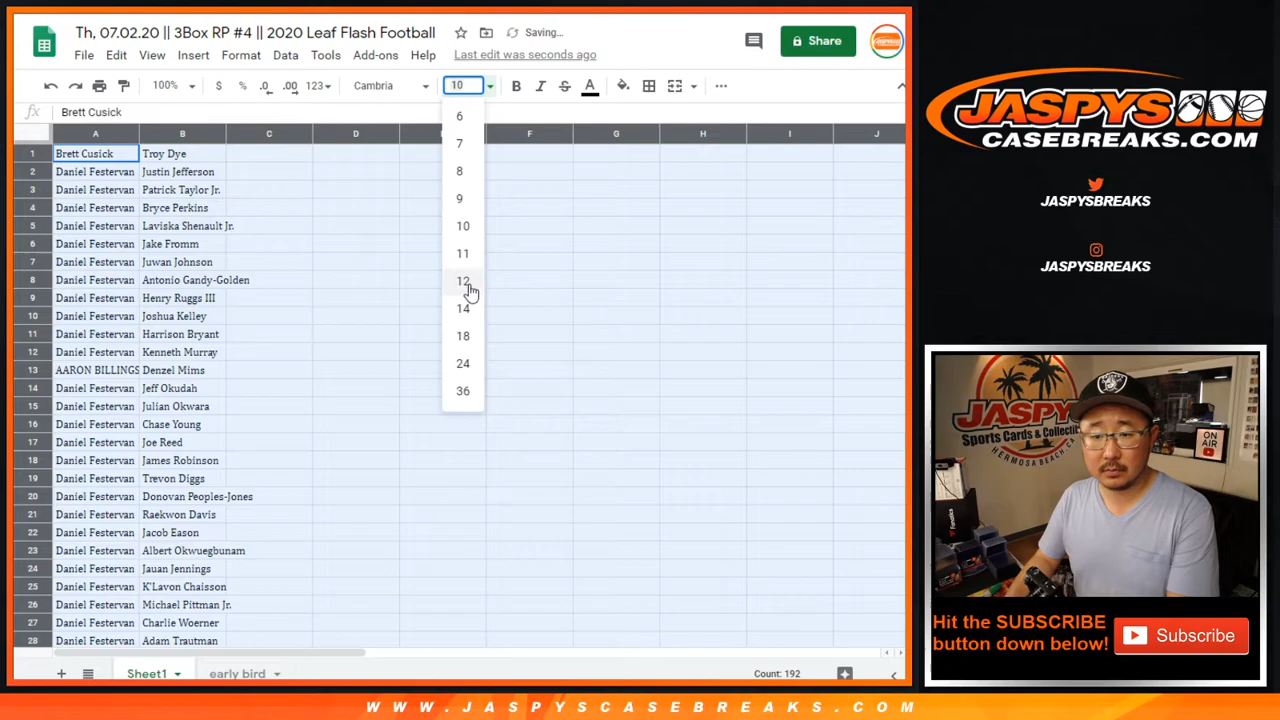 Th, 07.02.20 || 3Box RP #4 || 2020 Leaf Flash Football
Saving...
File Edit View Insert Format Data Tools Add-ons Help
Last edit was seconds ago
Share
100% $ % .0 .00 123 Cambria 10 B I S A
fx Brett Cusick
A B C D F G H I J
1 Brett Cusick Troy Dye
2 Daniel Festervan Justin Jefferson
3 Daniel Festervan Patrick Taylor Jr.
4 Daniel Festervan Bryce Perkins
5 Daniel Festervan Laviska Shenault Jr.
6 Daniel Festervan Jake Fromm
7 Daniel Festervan Juwan Johnson
8 Daniel Festervan Antonio Gandy-Golden
9 Daniel Festervan Henry Ruggs III
10 Daniel Festervan Joshua Kelley
11 Daniel Festervan Harrison Bryant
12 Daniel Festervan Kenneth Murray
13 AARON BILLINGS Denzel Mims
14 Daniel Festervan Jeff Okudah
15 Daniel Festervan Julian Okwara
16 Daniel Festervan Chase Young
17 Daniel Festervan Joe Reed
18 Daniel Festervan James Robinson
19 Daniel Festervan Trevon Diggs
20 Daniel Festervan Donovan Peoples-Jones
21 Daniel Festervan Raekwon Davis
22 Daniel Festervan Jacob Eason
23 Daniel Festervan Albert Okwuegbunam
24 Daniel Festervan Jauan Jennings
25 Daniel Festervan K'Lavon Chaisson
26 Daniel Festervan Michael Pittman Jr.
27 Daniel Festervan Charlie Woerner
28 Daniel Festervan Adam Trautman
6
7
8
9
10
11
12
14
18
24
36
Sheet1 early bird Count: 192
JASPYS
CASEBREAKS.COM
JASPYSBREAKS
JASPYSBREAKS
JASPYS
Sports Cards & Collectib
HERMOSA BEACH, CA
ON AIR
Fanatics
Hit the SUBSCRIBE
button down below!
Subscribe
WWW.JASPYSCASEBREAKS.COM